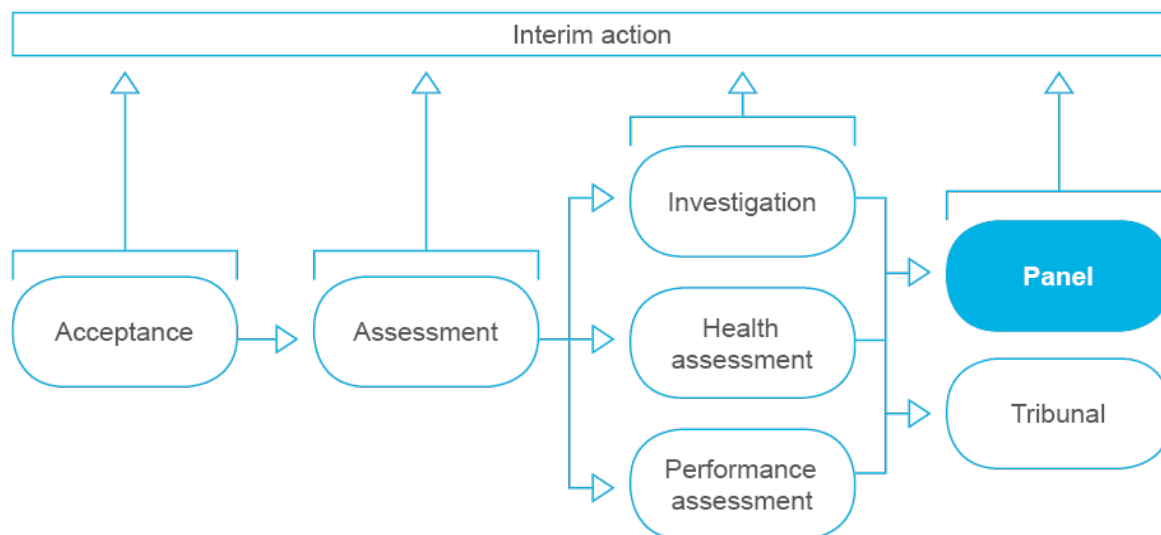 Interim action
Acceptance
Assessment
Investigation
Health
assessment
Performance
assessment
Panel
Tribunal